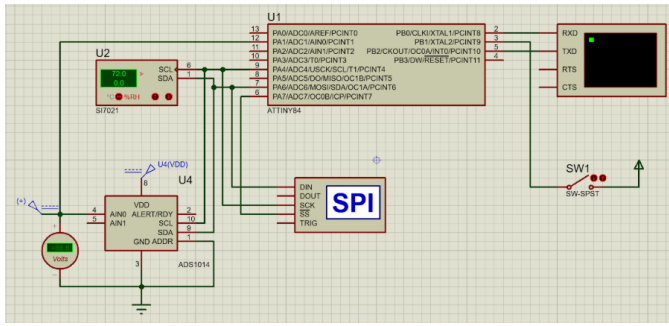 U1
13 PA0/ADC0/AREF/PCINT0 PB0/CLKI/XTAL1/PCINT8 2
12 PA1/ADC1/AIN0/PCINT1 PB1/XTAL2/PCINT9 3
11 PA2/ADC2/AIN1/PCINT2 PB2/CKOUT/OC0A/INT0/PCINT10 5
10 PA3/ADC3/T0/PCINT3 PB3/DW/RESET/PCINT11 4
9 PA4/ADC4/USCK/SCL/T1/PCINT4
8 PA5/ADC5/DO/MISO/OC1B/PCINT5
7 PA6/ADC6/MOSI/SDA/OC1A/PCINT6
6 PA7/ADC7/OC0B/ICP/PCINT7
ATTINY84
RXD
TXD
RTS
CTS
U2
72.0
0.0
>
°C %RH
SCL 6
SDA 1
SI7021
U4(VDD)
U4
8
VDD
4 AIN0 ALERT/RDY 2
5 AIN1 SCL 10
SDA 9
GND ADDR 1
3
ADS1014
(+)
+
Volts
-
DIN
DOUT
SCK
SS
TRIG
SPI
SW1
SW-SPST